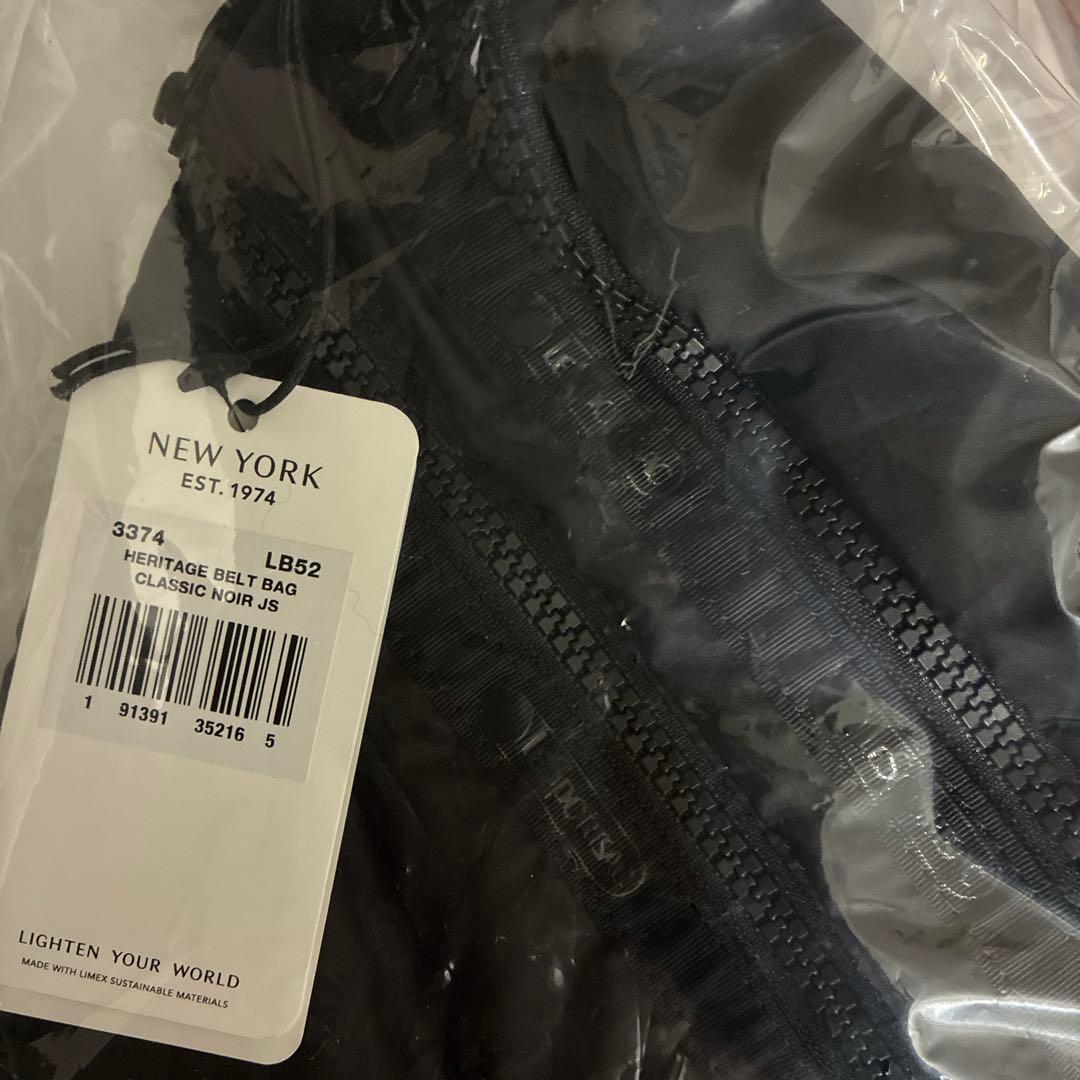 NEW YORK
EST. 1974
3374
LB52
HERITAGE BELT BAG
CLASSIC NOIR JS
1 91391 35216 5
LIGHTEN YOUR WORLD
MADE WITH LIMEX SUSTAINABLE MATERIALS